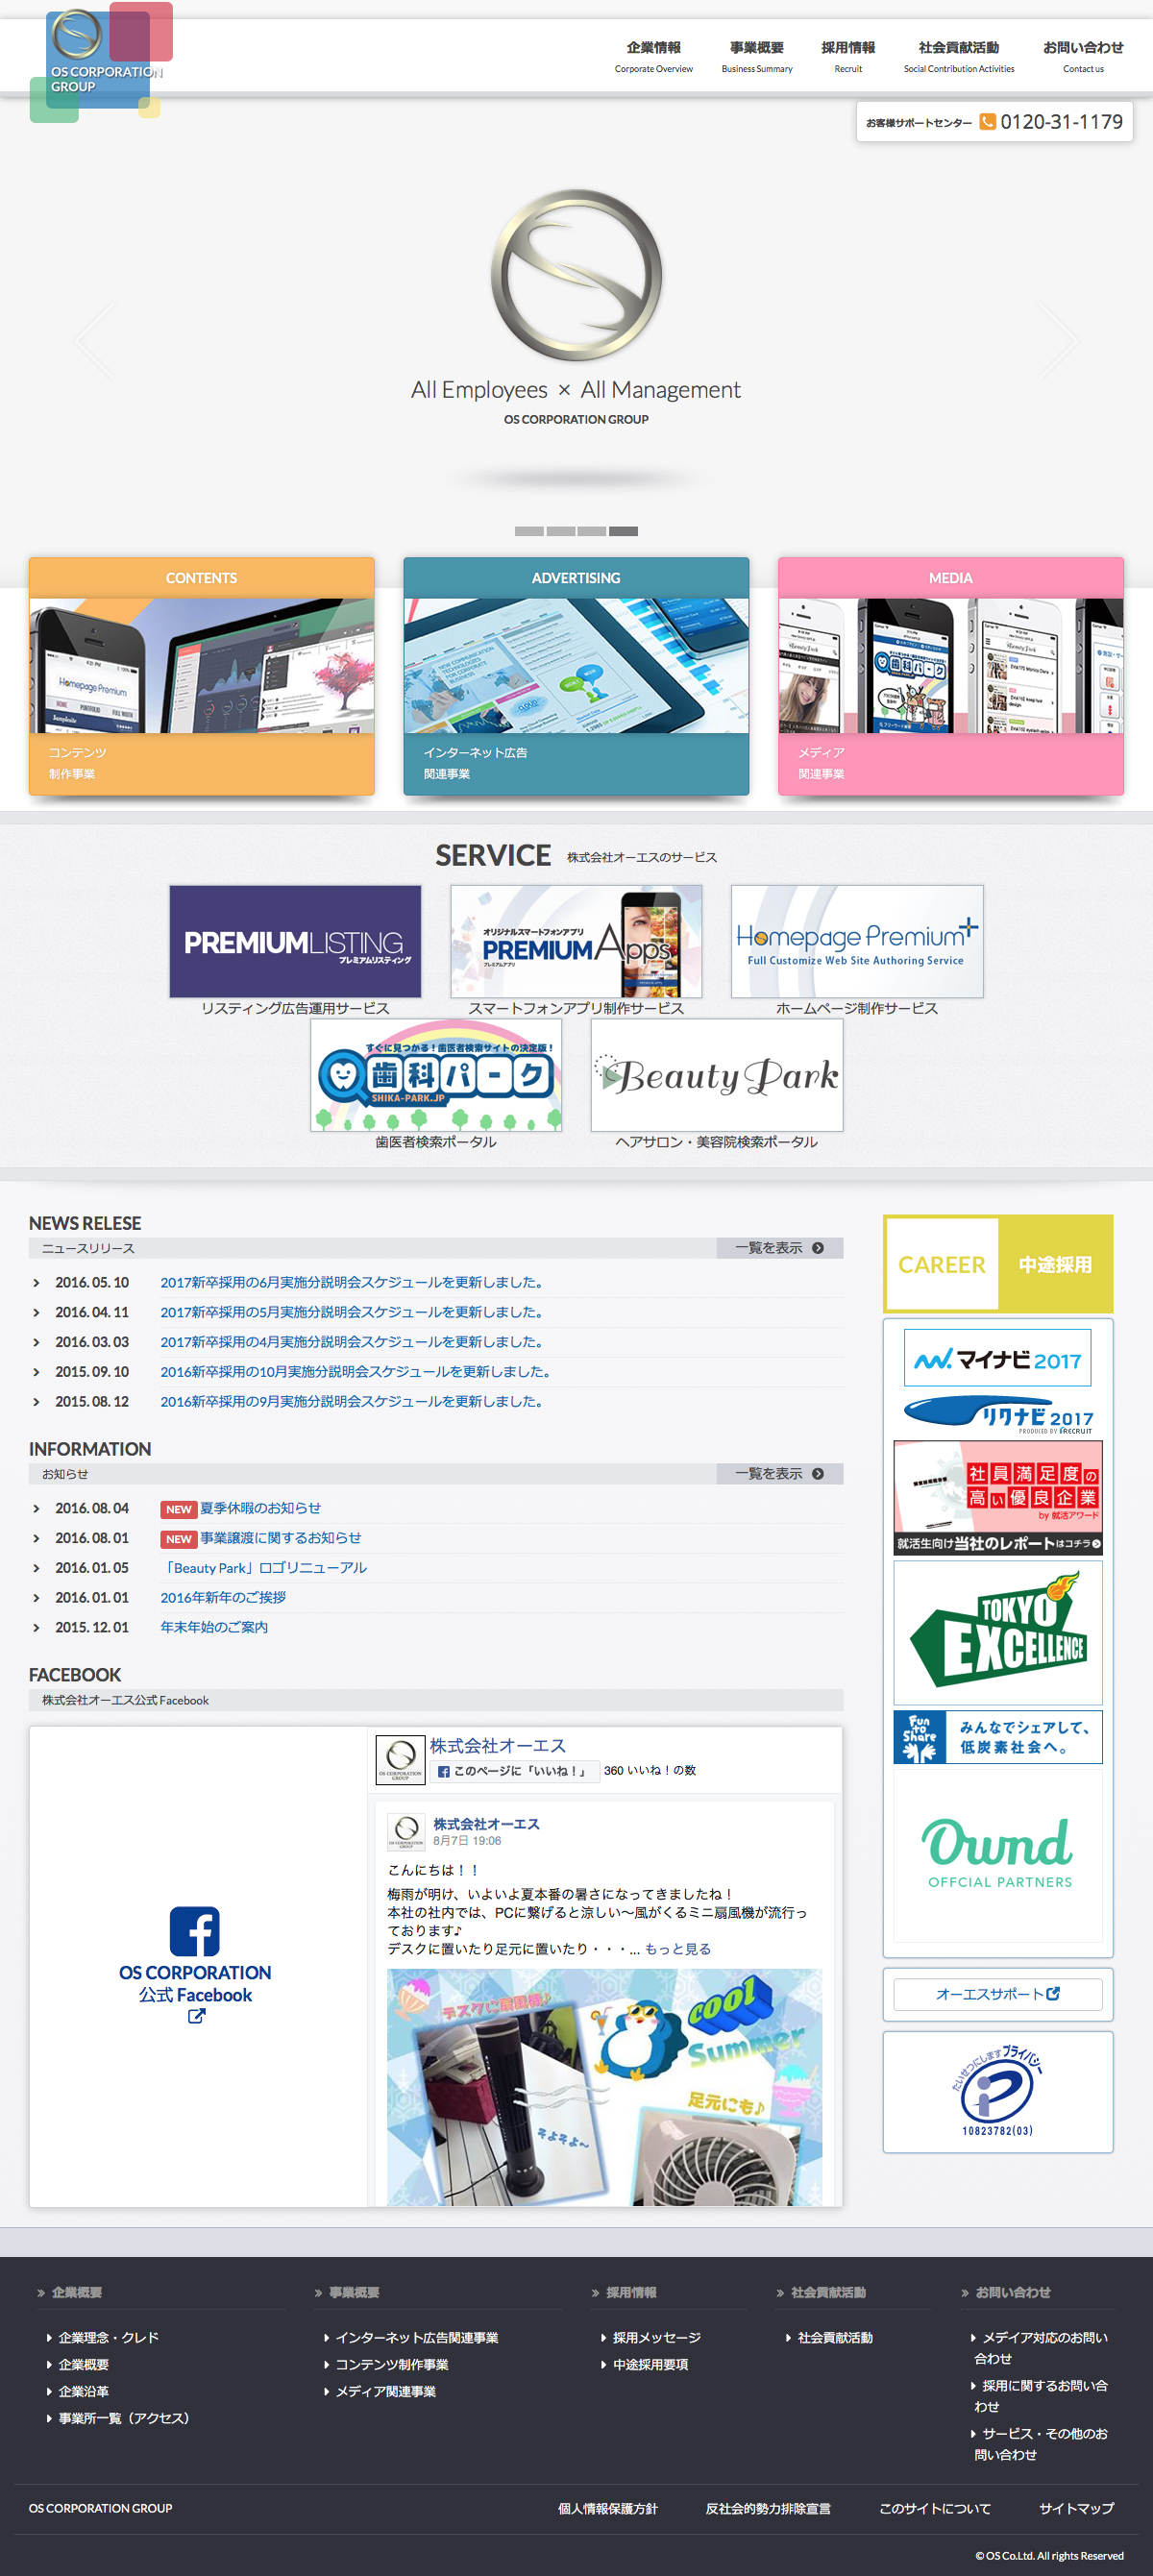 OS CORPORATION
GROUP
企業情報
Corporate Overview
事業概要
Business Summary
採用情報
Recruit
社会貢献活動
Social Contribution Activities
お問い合わせ
Contact us
お客様サポートセンター 0120-31-1179
All Employees × All Management
OS CORPORATION GROUP
CONTENTS
Homepage Premium
コンテンツ
制作事業
ADVERTISING
インターネット広告
関連事業
MEDIA
歯科パーク
メディア
関連事業
SERVICE 株式会社オーエスのサービス
PREMIUMLISTING
プレミアムリスティング
リスティング広告運用サービス
オリジナルスマートフォンアプリ
PREMIUM Apps
プレミアムアプリ
スマートフォンアプリ制作サービス
Homepage Premium+
Full Customize Web Site Authoring Service
ホームページ制作サービス
すぐに見つかる!歯医者検索サイトの決定版!
歯科パーク
SHIKA-PARK.JP
歯医者検索ポータル
Beauty Park
ヘアサロン・美容院検索ポータル
NEWS RELESE
ニュースリリース 一覧を表示
2016. 05. 10 2017新卒採用の6月実施分説明会スケジュールを更新しました。
2016. 04. 11 2017新卒採用の5月実施分説明会スケジュールを更新しました。
2016. 03. 03 2017新卒採用の4月実施分説明会スケジュールを更新しました。
2015. 09. 10 2016新卒採用の10月実施分説明会スケジュールを更新しました。
2015. 08. 12 2016新卒採用の9月実施分説明会スケジュールを更新しました。
INFORMATION
お知らせ 一覧を表示
2016. 08. 04 NEW 夏季休暇のお知らせ
2016. 08. 01 NEW 事業譲渡に関するお知らせ
2016. 01. 05 「Beauty Park」ロゴリニューアル
2016. 01. 01 2016年新年のご挨拶
2015. 12. 01 年末年始のご案内
FACEBOOK
株式会社オーエス公式 Facebook
OS CORPORATION
公式 Facebook
株式会社オーエス
このページに「いいね!」 360 いいね!の数
株式会社オーエス
8月7日 19:06
こんにちは!!
梅雨が明け、いよいよ夏本番の暑さになってきましたね!
本社の社内では、PCに繋げると涼しい〜風がくるミニ扇風機が流行っ
ております♪
デスクに置いたり足元に置いたり・・・... もっと見る
デスクに扇風機♪
cool
Summer
足元にも♪
そよそよ〜
CAREER 中途採用
マイナビ 2017
リクナビ 2017
PRODUCED BY RECRUIT
社員満足度の
高い優良企業
by 就活アワード
就活生向け当社のレポートはコチラ
TOKYO
EXCELLENCE
Fun to Share
みんなでシェアして、
低炭素社会へ。
Ownd
OFFCIAL PARTNERS
オーエスサポート
たいせつにしますプライバシー
10823782(03)
企業概要
企業理念・クレド
企業概要
企業沿革
事業所一覧(アクセス)
事業概要
インターネット広告関連事業
コンテンツ制作事業
メディア関連事業
採用情報
採用メッセージ
中途採用要項
社会貢献活動
社会貢献活動
お問い合わせ
メデイア対応のお問い
合わせ
採用に関するお問い合
わせ
サービス・その他のお
問い合わせ
OS CORPORATION GROUP
個人情報保護方針
反社会的勢力排除宣言
このサイトについて
サイトマップ
© OS Co.Ltd. All rights Reserved